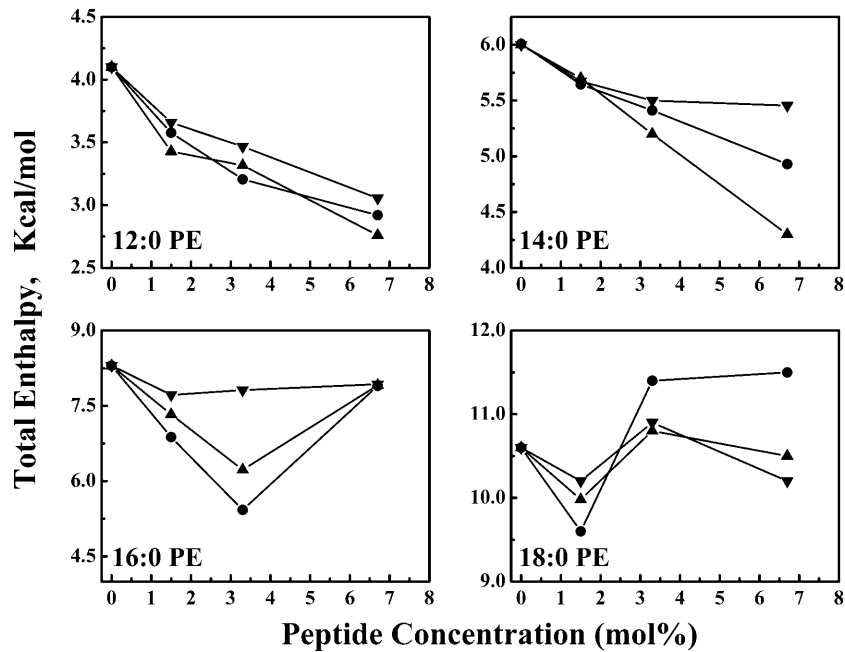 Total Enthalpy, Kcal/mol
4.5
4.0
3.5
3.0
2.5
12:0 PE
0 1 2 3 4 5 6 7 8
6.0
5.5
5.0
4.5
4.0
14:0 PE
0 1 2 3 4 5 6 7 8
9.0
7.5
6.0
4.5
16:0 PE
0 1 2 3 4 5 6 7 8
12.0
11.0
10.0
9.0
18:0 PE
0 1 2 3 4 5 6 7 8
Peptide Concentration (mol%)